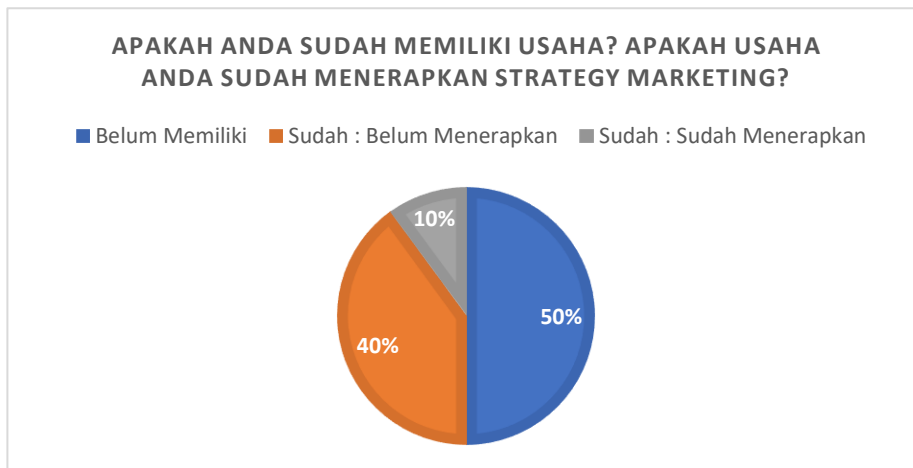 APAKAH ANDA SUDAH MEMILIKI USAHA? APAKAH USAHA
ANDA SUDAH MENERAPKAN STRATEGY MARKETING?
Belum Memiliki Sudah : Belum Menerapkan Sudah : Sudah Menerapkan
10%
50%
40%